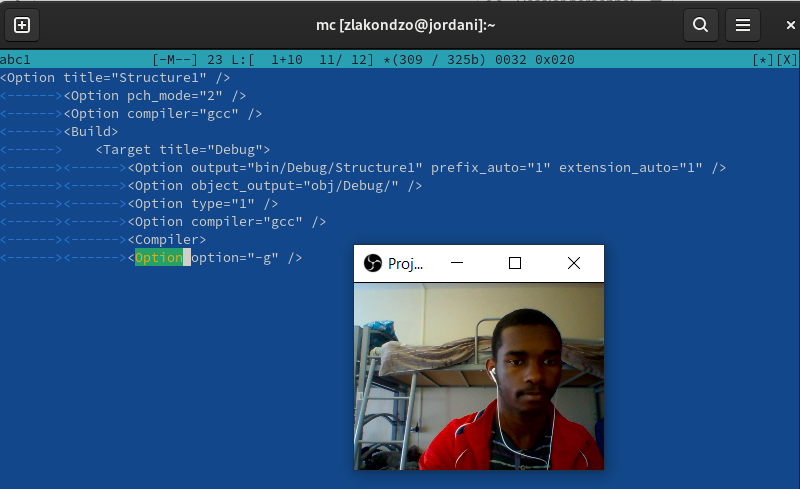 mc [zlakondzo@jordani]:~
abc1 [-M--] 23 L:[ 1+10 11/ 12] *(309 / 325b) 0032 0x020 [*][X]
<Option title="Structure1" />
<------><Option pch_mode="2" />
<------><Option compiler="gcc" />
<------><Build>
<------>    <Target title="Debug">
<------><------><Option output="bin/Debug/Structure1" prefix_auto="1" extension_auto="1" />
<------><------><Option object_output="obj/Debug/" />
<------><------><Option type="1" />
<------><------><Option compiler="gcc" />
<------><------><Compiler>
<------><------><Option option="-g" />
Proj...